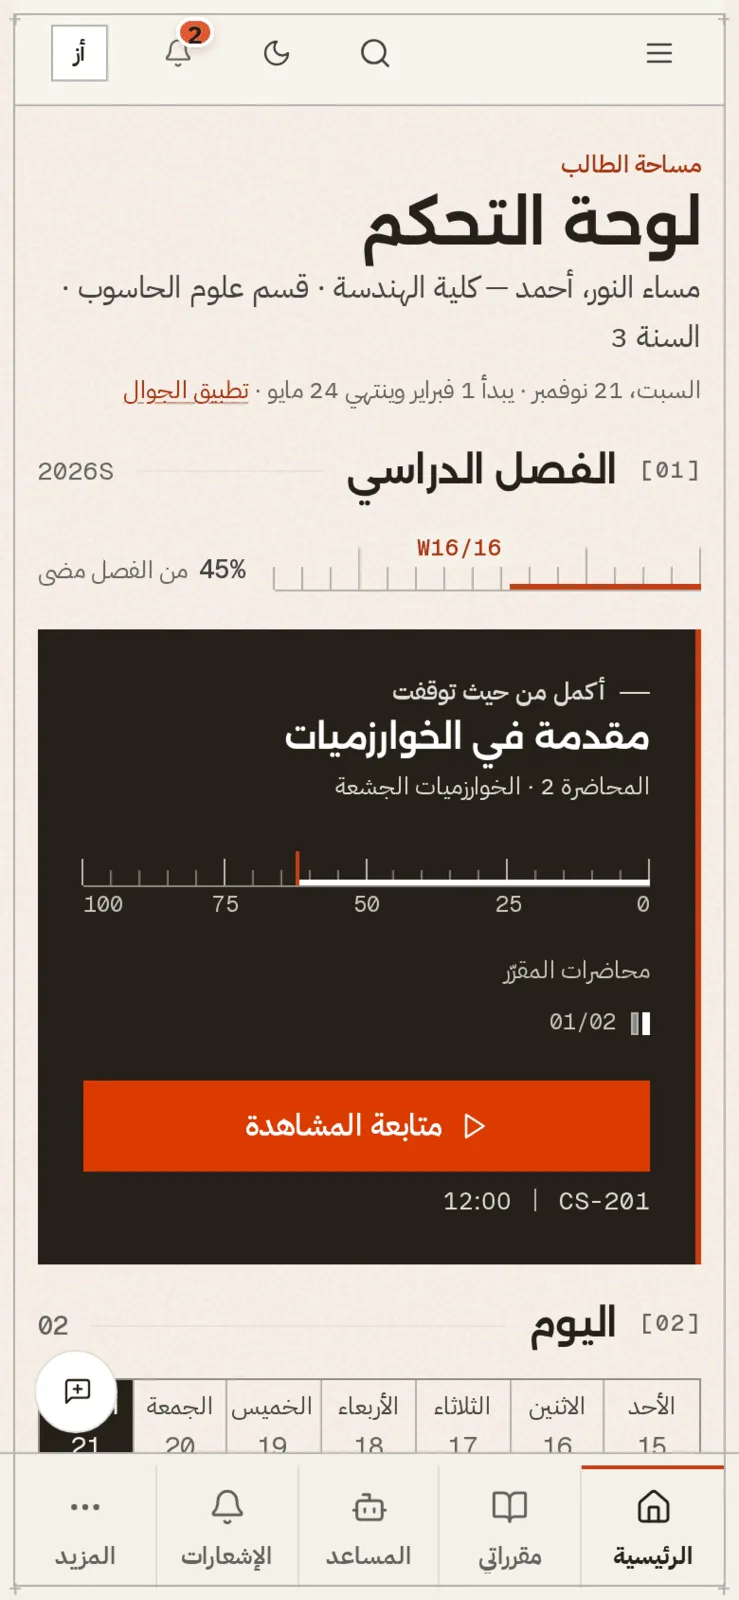 أز
2
مساحة الطالب
لوحة التحكم
مساء النور، أحمد — كلية الهندسة · قسم علوم الحاسوب ·
السنة 3
السبت، 21 نوفمبر · يبدأ 1 فبراير وينتهي 24 مايو · تطبيق الجوال
[01] الفصل الدراسي 2026S
W16/16
45% من الفصل مضى
— أكمل من حيث توقفت
مقدمة في الخوارزميات
المحاضرة 2 · الخوارزميات الجشعة
0 25 50 75 100
محاضرات المقرّر
01/02
متابعة المشاهدة
CS-201 | 12:00
[02] اليوم 02
الأحد الاثنين الثلاثاء الأربعاء الخميس الجمعة
15 16 17 18 19 20 21
الرئيسية مقرراتي المساعد الإشعارات المزيد